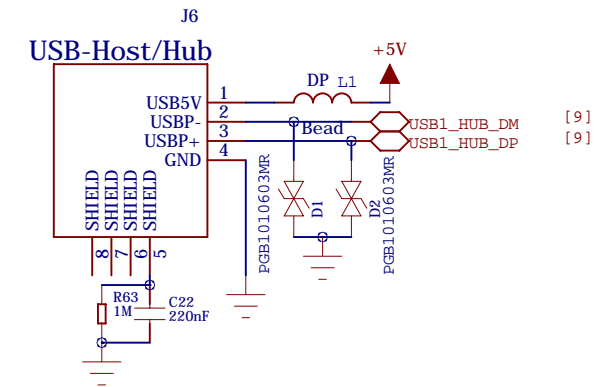 J6
USB-Host/Hub
+5V
DP L1
USB5V 1
USBP- 2
USBP+ 3
GND 4
Bead
USB1_HUB_DM [9]
USB1_HUB_DP [9]
SHIELD
SHIELD
SHIELD
SHIELD
8
7
6
5
PGB1010603MR
D1
D2
PGB1010603MR
R63
1M
C22
220nF